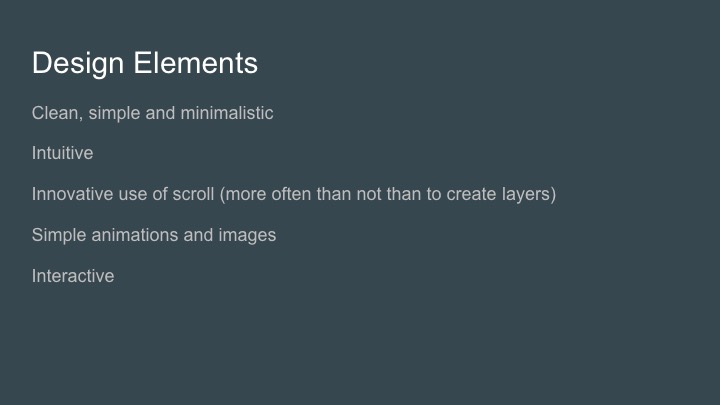 Design Elements
Clean, simple and minimalistic
Intuitive
Innovative use of scroll (more often than not than to create layers)
Simple animations and images
Interactive